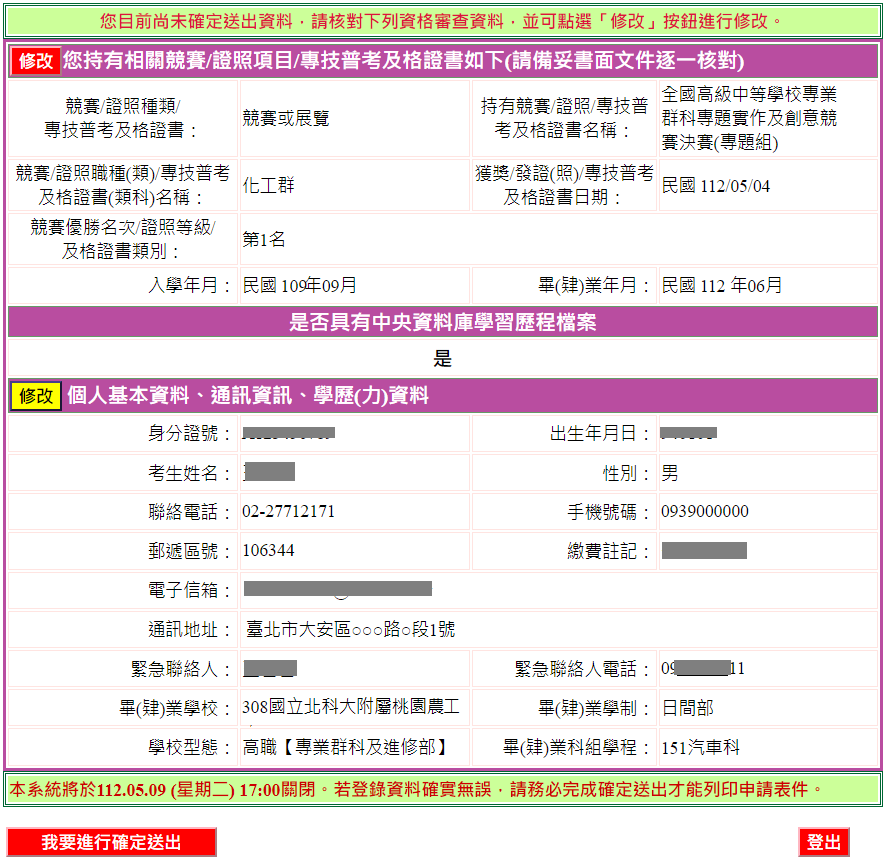 您目前尚未確定送出資料，請核對下列資格審查資料，並可點選「修改」按鈕進行修改。
修改 您持有相關競賽/證照項目/專技普考及格證書如下(請備妥書面文件逐一核對)
競賽/證照種類/
專技普考及格證書：
競賽或展覽
持有競賽/證照/專技普
考及格證書名稱：
全國高級中等學校專業
群科專題實作及創意競
賽決賽(專題組)
競賽/證照職種(類)/專技普考
及格證書(類科)名稱：
化工群
獲獎/發證(照)/專技普考
及格證書日期：
民國 112/05/04
競賽優勝名次/證照等級/
及格證書類別：
第1名
入學年月： 民國 109年09月 畢(肄)業年月： 民國 112 年06月
是否具有中央資料庫學習歷程檔案
是
修改 個人基本資料、通訊資訊、學歷(力)資料
身分證號： 出生年月日：
考生姓名： 性別： 男
聯絡電話： 02-27712171 手機號碼： 0939000000
郵遞區號： 106344 繳費註記：
電子信箱：
通訊地址： 臺北市大安區○○○路○段1號
緊急聯絡人： 緊急聯絡人電話： 09 11
畢(肄)業學校： 308國立北科大附屬桃園農工 畢(肄)業學制： 日間部
學校型態： 高職【專業群科及進修部】 畢(肄)業科組學程： 151汽車科
本系統將於112.05.09 (星期二) 17:00關閉。若登錄資料確實無誤，請務必完成確定送出才能列印申請表件。
我要進行確定送出 登出